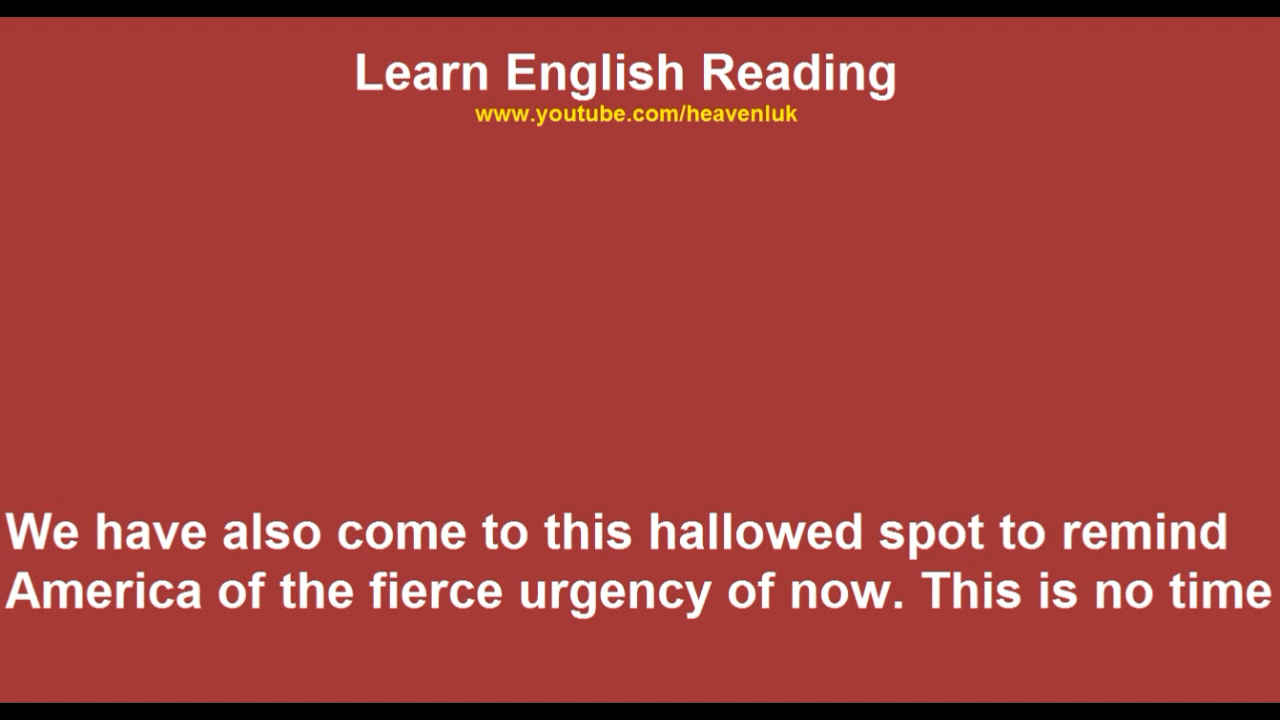 Learn English Reading
www.youtube.com/heavenluk
We have also come to this hallowed spot to remind
America of the fierce urgency of now. This is no time